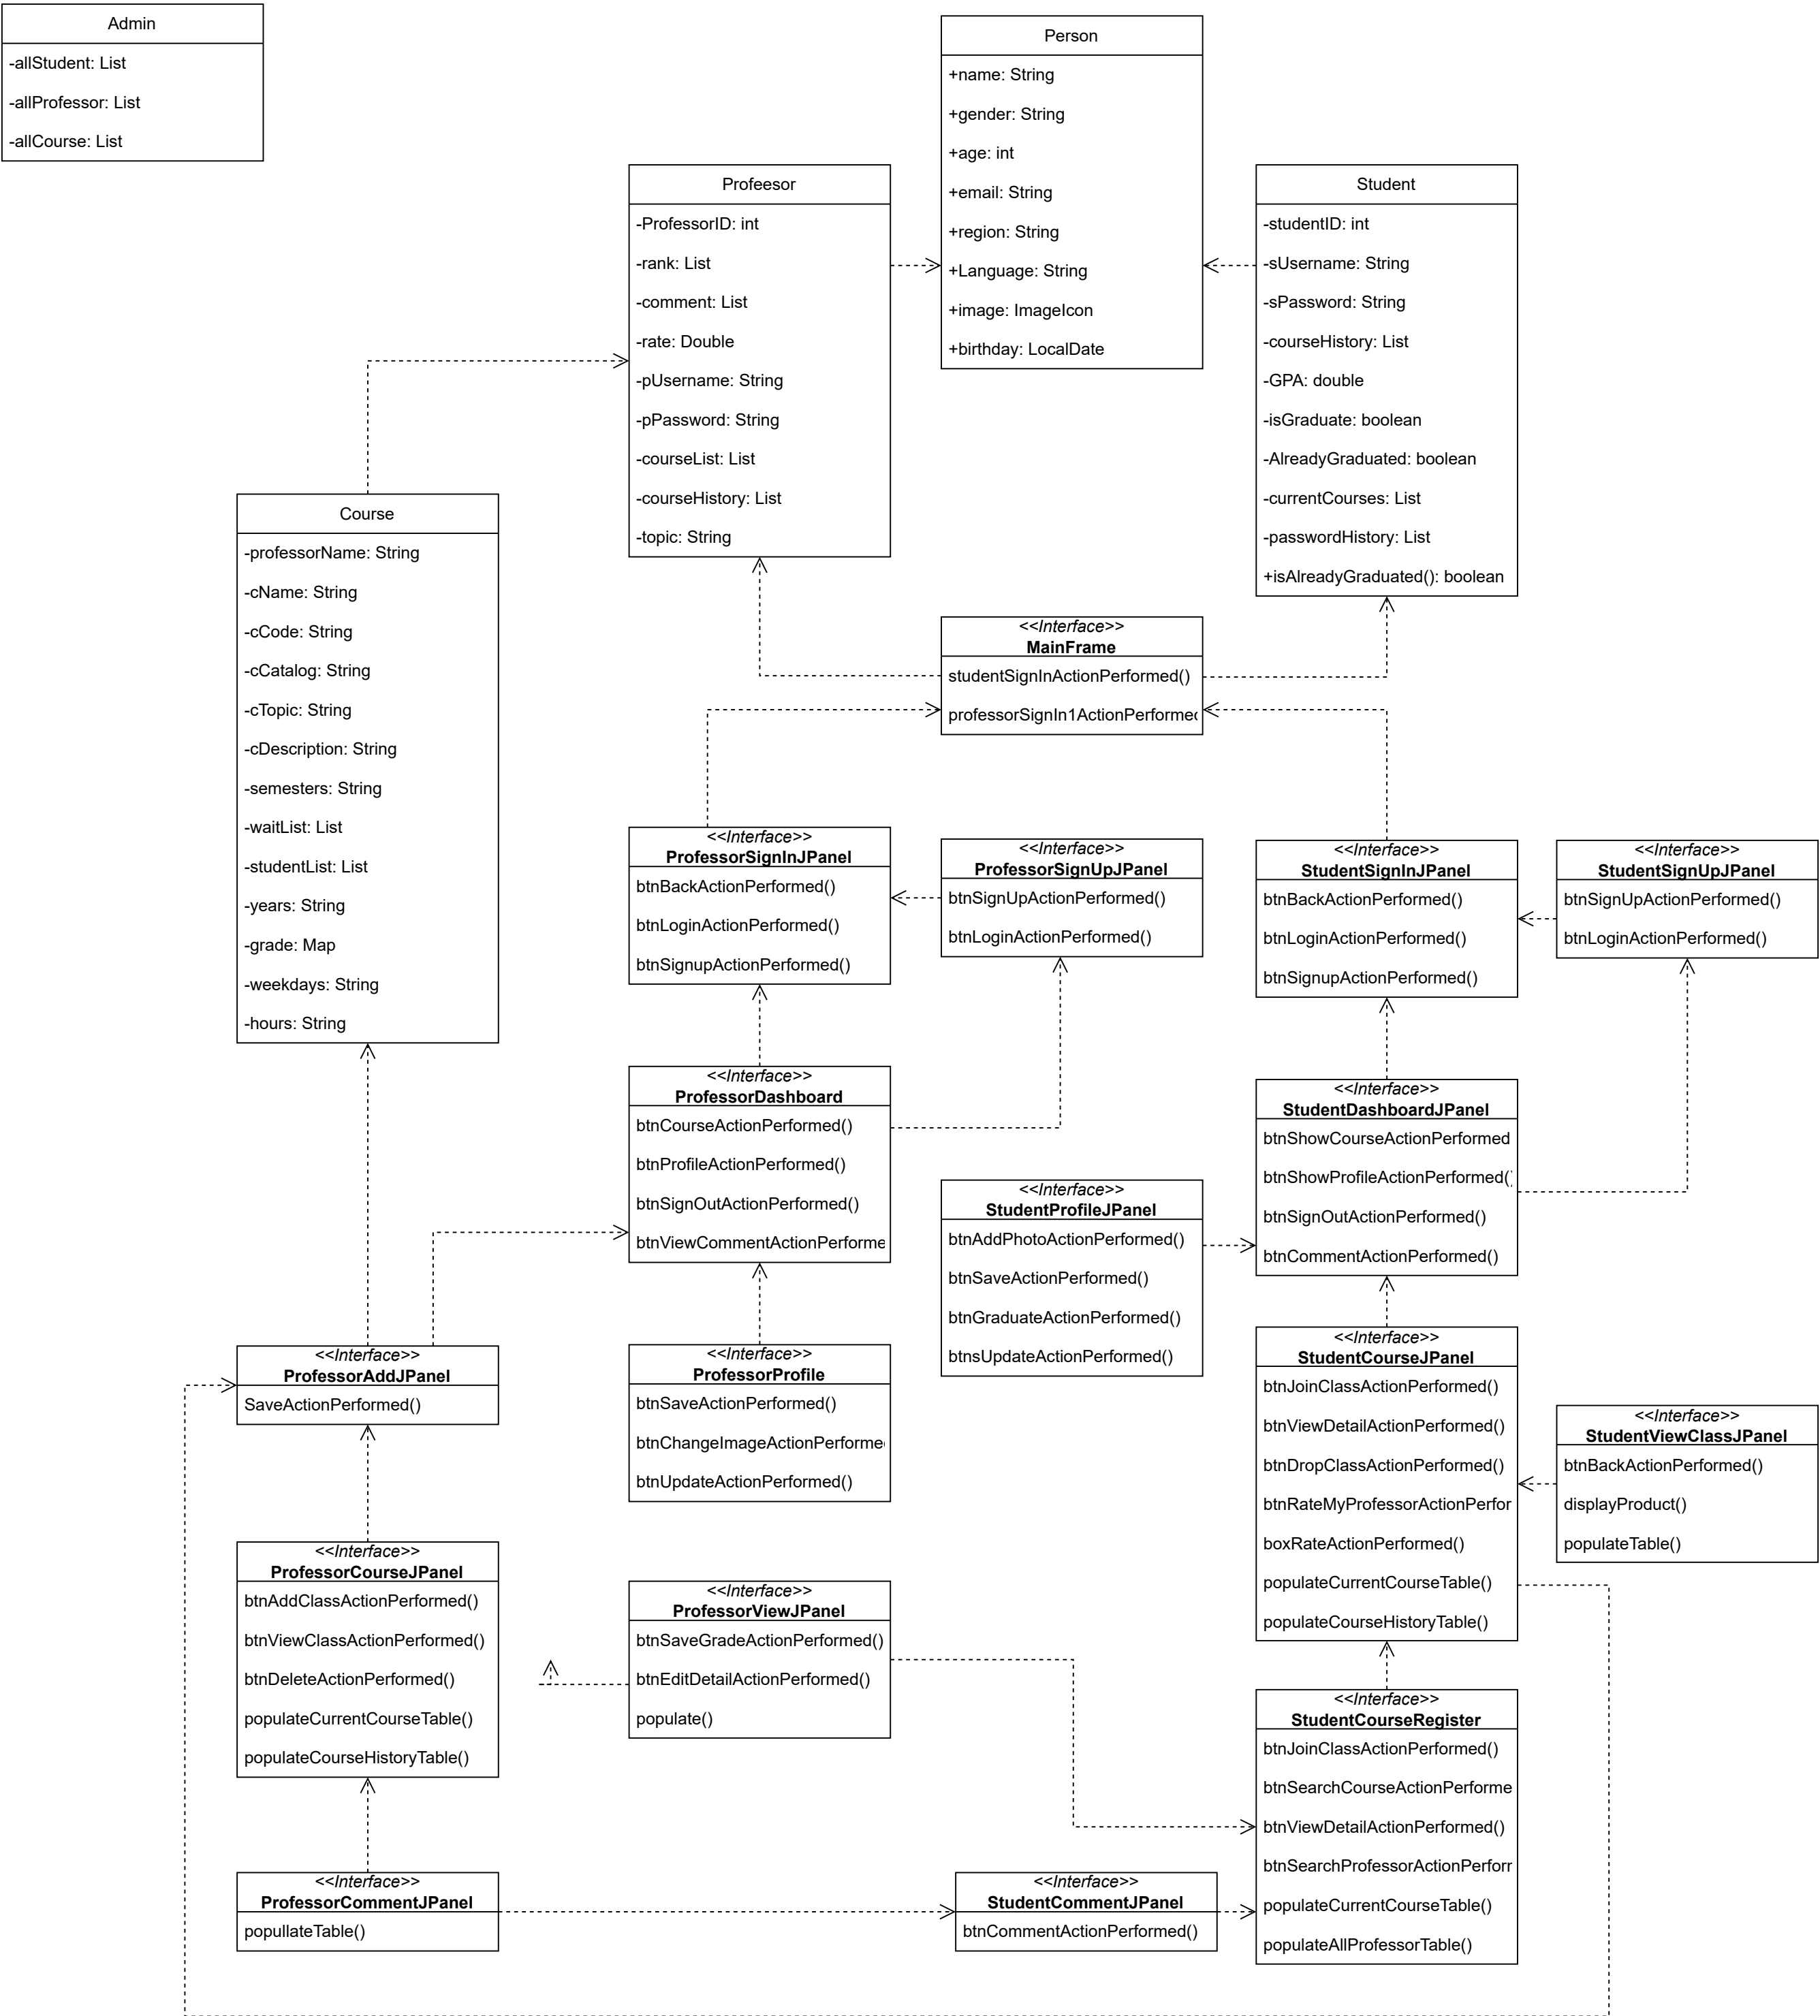 Admin
-allStudent: List
-allProfessor: List
-allCourse: List
Person
+name: String
+gender: String
+age: int
+email: String
+region: String
+Language: String
+image: ImageIcon
+birthday: LocalDate
Profeesor
-ProfessorID: int
-rank: List
-comment: List
-rate: Double
-pUsername: String
-pPassword: String
-courseList: List
-courseHistory: List
-topic: String
Student
-studentID: int
-sUsername: String
-sPassword: String
-courseHistory: List
-GPA: double
-isGraduate: boolean
-AlreadyGraduated: boolean
-currentCourses: List
-passwordHistory: List
+isAlreadyGraduated(): boolean
Course
-professorName: String
-cName: String
-cCode: String
-cCatalog: String
-cTopic: String
-cDescription: String
-semesters: String
-waitList: List
-studentList: List
-years: String
-grade: Map
-weekdays: String
-hours: String
<<Interface>>
MainFrame
studentSignInActionPerformed()
professorSignIn1ActionPerformed
<<Interface>>
ProfessorSignInJPanel
btnBackActionPerformed()
btnLoginActionPerformed()
btnSignupActionPerformed()
<<Interface>>
ProfessorSignUpJPanel
btnSignUpActionPerformed()
btnLoginActionPerformed()
<<Interface>>
StudentSignInJPanel
btnBackActionPerformed()
btnLoginActionPerformed()
btnSignupActionPerformed()
<<Interface>>
StudentSignUpJPanel
btnSignUpActionPerformed()
btnLoginActionPerformed()
<<Interface>>
ProfessorDashboard
btnCourseActionPerformed()
btnProfileActionPerformed()
btnSignOutActionPerformed()
btnViewCommentActionPerforme
<<Interface>>
StudentDashboardJPanel
btnShowCourseActionPerformed
btnShowProfileActionPerformed()
btnSignOutActionPerformed()
btnCommentActionPerformed()
<<Interface>>
StudentProfileJPanel
btnAddPhotoActionPerformed()
btnSaveActionPerformed()
btnGraduateActionPerformed()
btnsUpdateActionPerformed()
<<Interface>>
ProfessorAddJPanel
SaveActionPerformed()
<<Interface>>
ProfessorProfile
btnSaveActionPerformed()
btnChangeImageActionPerforme
btnUpdateActionPerformed()
<<Interface>>
StudentCourseJPanel
btnJoinClassActionPerformed()
btnViewDetailActionPerformed()
btnDropClassActionPerformed()
btnRateMyProfessorActionPerfor
boxRateActionPerformed()
populateCurrentCourseTable()
populateCourseHistoryTable()
<<Interface>>
StudentViewClassJPanel
btnBackActionPerformed()
displayProduct()
populateTable()
<<Interface>>
ProfessorCourseJPanel
btnAddClassActionPerformed()
btnViewClassActionPerformed()
btnDeleteActionPerformed()
populateCurrentCourseTable()
populateCourseHistoryTable()
<<Interface>>
ProfessorViewJPanel
btnSaveGradeActionPerformed()
btnEditDetailActionPerformed()
populate()
<<Interface>>
StudentCourseRegister
btnJoinClassActionPerformed()
btnSearchCourseActionPerforme
btnViewDetailActionPerformed()
btnSearchProfessorActionPerforr
populateCurrentCourseTable()
populateAllProfessorTable()
<<Interface>>
ProfessorCommentJPanel
popullateTable()
<<Interface>>
StudentCommentJPanel
btnCommentActionPerformed()